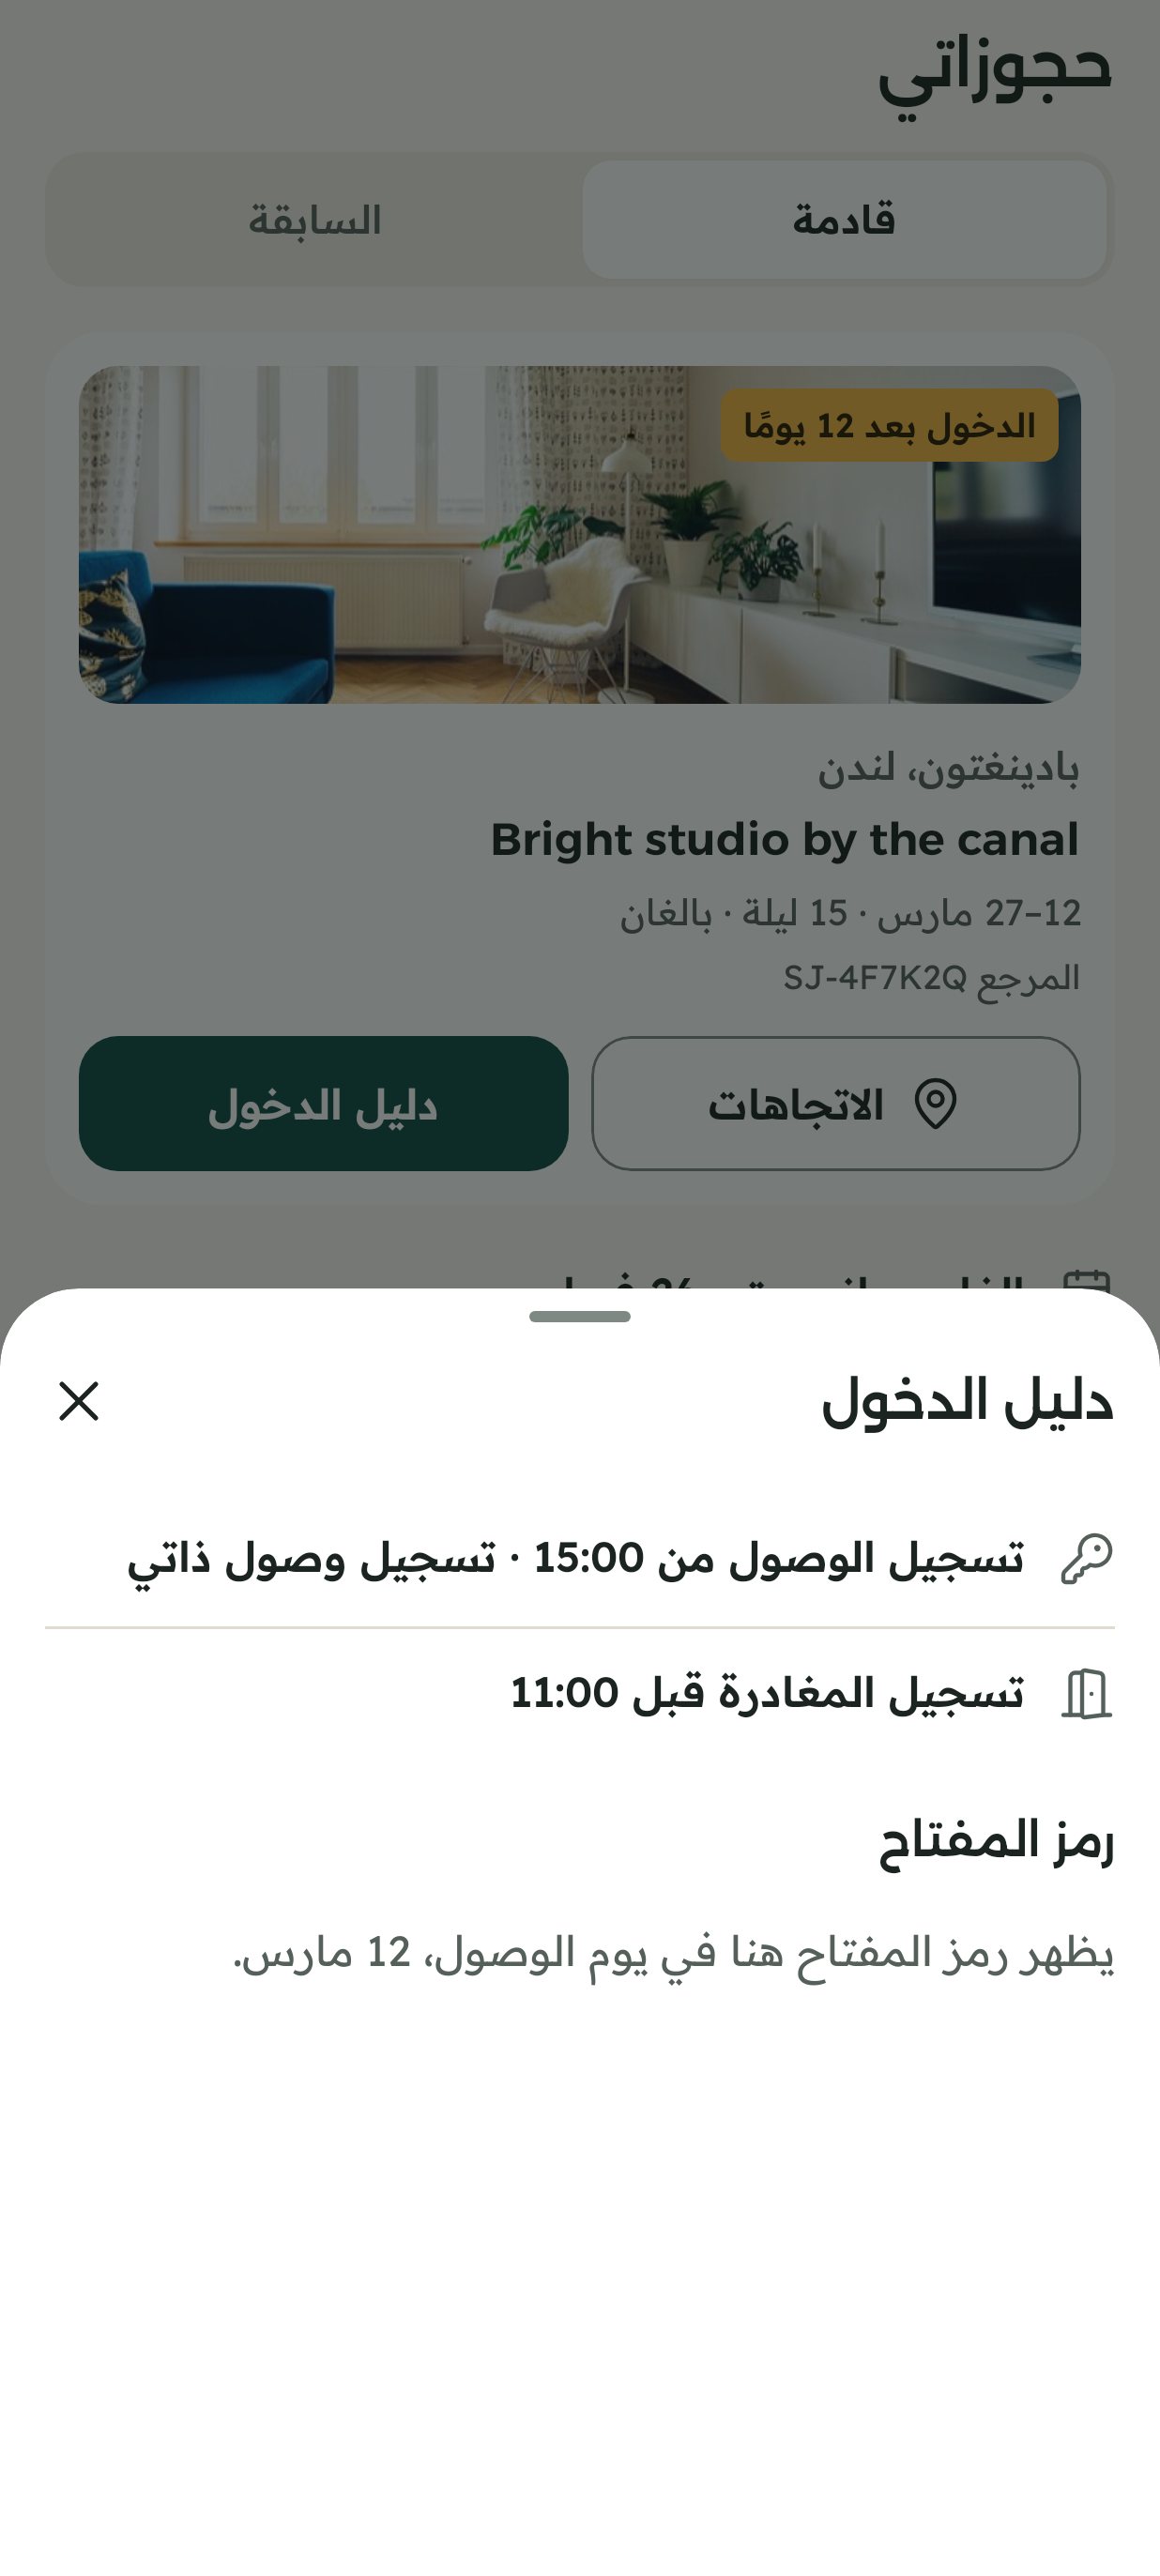 حجوزاتي
قادمة
السابقة
الدخول بعد 12 يومًا
بادينغتون، لندن
Bright studio by the canal
12–27 مارس · 15 ليلة · بالغان
المرجع SJ-4F7K2Q
الاتجاهات
دليل الدخول
دليل الدخول
تسجيل الوصول من 15:00 · تسجيل وصول ذاتي
تسجيل المغادرة قبل 11:00
رمز المفتاح
يظهر رمز المفتاح هنا في يوم الوصول، 12 مارس.